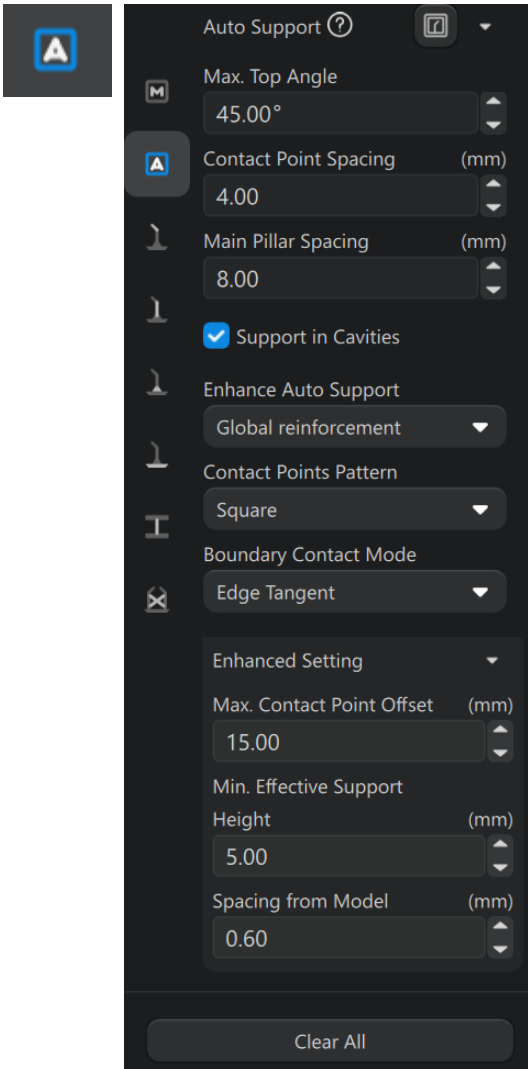 A
Auto Support ?
M
Max. Top Angle
45.00°
A
Contact Point Spacing (mm)
4.00
Main Pillar Spacing (mm)
8.00
Support in Cavities
Enhance Auto Support
Global reinforcement
Contact Points Pattern
Square
Boundary Contact Mode
Edge Tangent
Enhanced Setting
Max. Contact Point Offset (mm)
15.00
Min. Effective Support
Height (mm)
5.00
Spacing from Model (mm)
0.60
Clear All